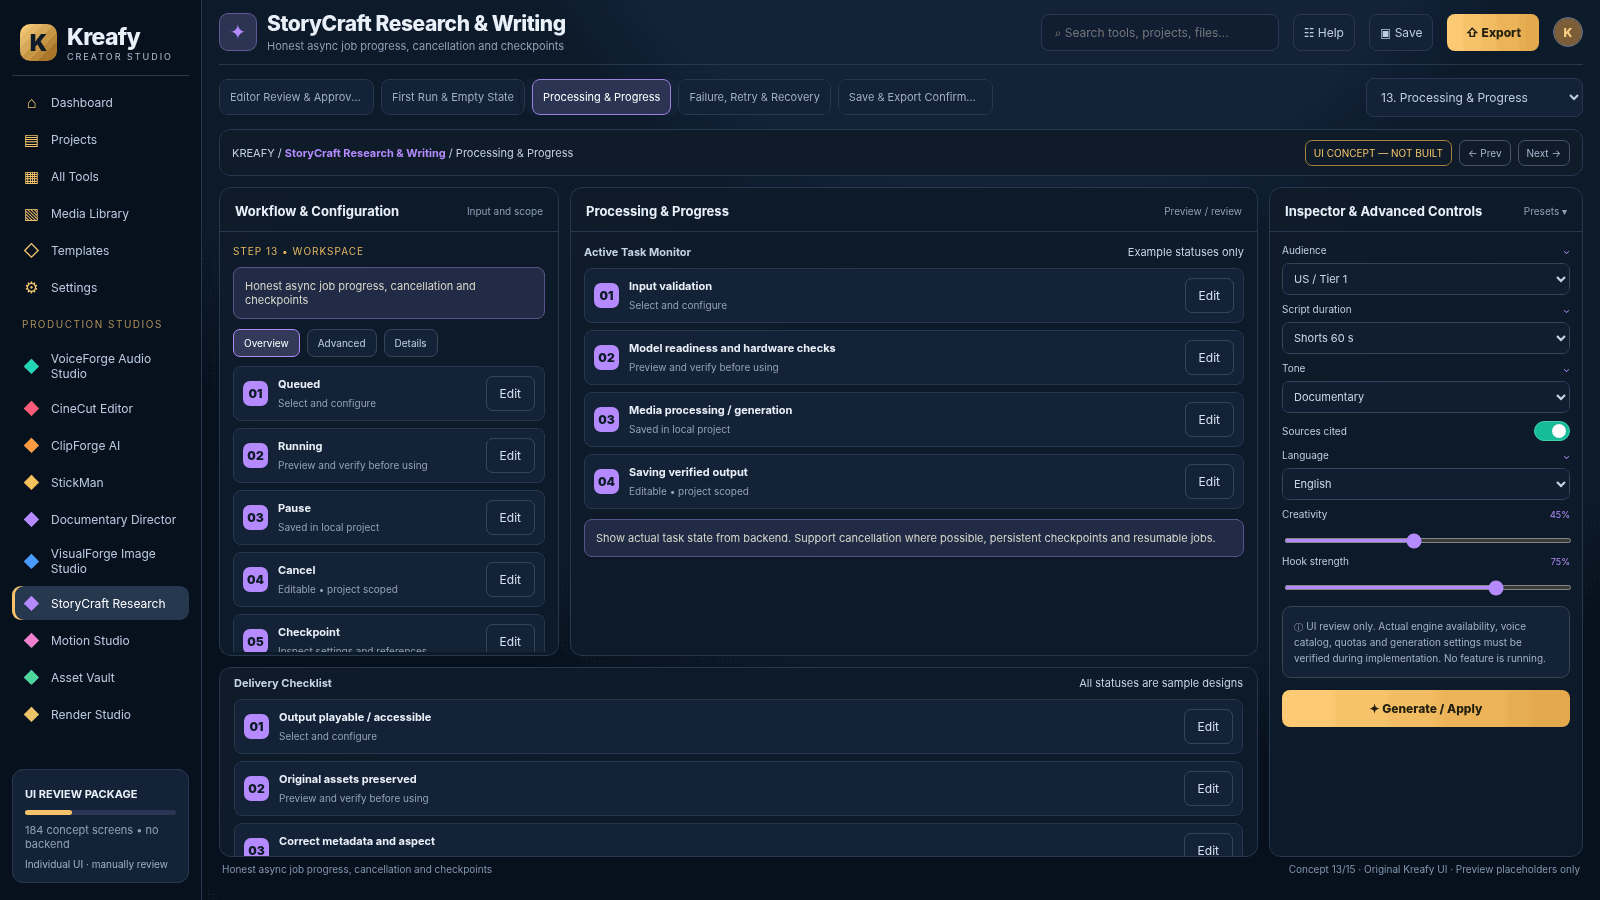 K
Kreafy
CREATOR STUDIO
Dashboard
Projects
All Tools
Media Library
Templates
Settings
PRODUCTION STUDIOS
VoiceForge Audio
Studio
CineCut Editor
ClipForge AI
StickMan
Documentary Director
VisualForge Image
Studio
StoryCraft Research
Motion Studio
Asset Vault
Render Studio
UI REVIEW PACKAGE
184 concept screens • no
backend
Individual UI · manually review
StoryCraft Research & Writing
Honest async job progress, cancellation and checkpoints
Search tools, projects, files...
Help
Save
Export
K
Editor Review & Approv...
First Run & Empty State
Processing & Progress
Failure, Retry & Recovery
Save & Export Confirm...
13. Processing & Progress
KREAFY / StoryCraft Research & Writing / Processing & Progress
UI CONCEPT — NOT BUILT
← Prev
Next →
Workflow & Configuration
Input and scope
STEP 13 • WORKSPACE
Honest async job progress, cancellation and
checkpoints
Overview
Advanced
Details
01
Queued
Select and configure
Edit
02
Running
Preview and verify before using
Edit
03
Pause
Saved in local project
Edit
04
Cancel
Editable • project scoped
Edit
05
Checkpoint
Inspect settings and references
Edit
Processing & Progress
Preview / review
Active Task Monitor
Example statuses only
01
Input validation
Select and configure
Edit
02
Model readiness and hardware checks
Preview and verify before using
Edit
03
Media processing / generation
Saved in local project
Edit
04
Saving verified output
Editable • project scoped
Edit
Show actual task state from backend. Support cancellation where possible, persistent checkpoints and resumable jobs.
Delivery Checklist
All statuses are sample designs
01
Output playable / accessible
Select and configure
Edit
02
Original assets preserved
Preview and verify before using
Edit
03
Correct metadata and aspect
Edit
Inspector & Advanced Controls
Presets ▾
Audience
US / Tier 1
Script duration
Shorts 60 s
Tone
Documentary
Sources cited
Language
English
Creativity
45%
Hook strength
75%
ⓘ UI review only. Actual engine availability, voice
catalog, quotas and generation settings must be
verified during implementation. No feature is running.
✦ Generate / Apply
Honest async job progress, cancellation and checkpoints
Concept 13/15 · Original Kreafy UI · Preview placeholders only